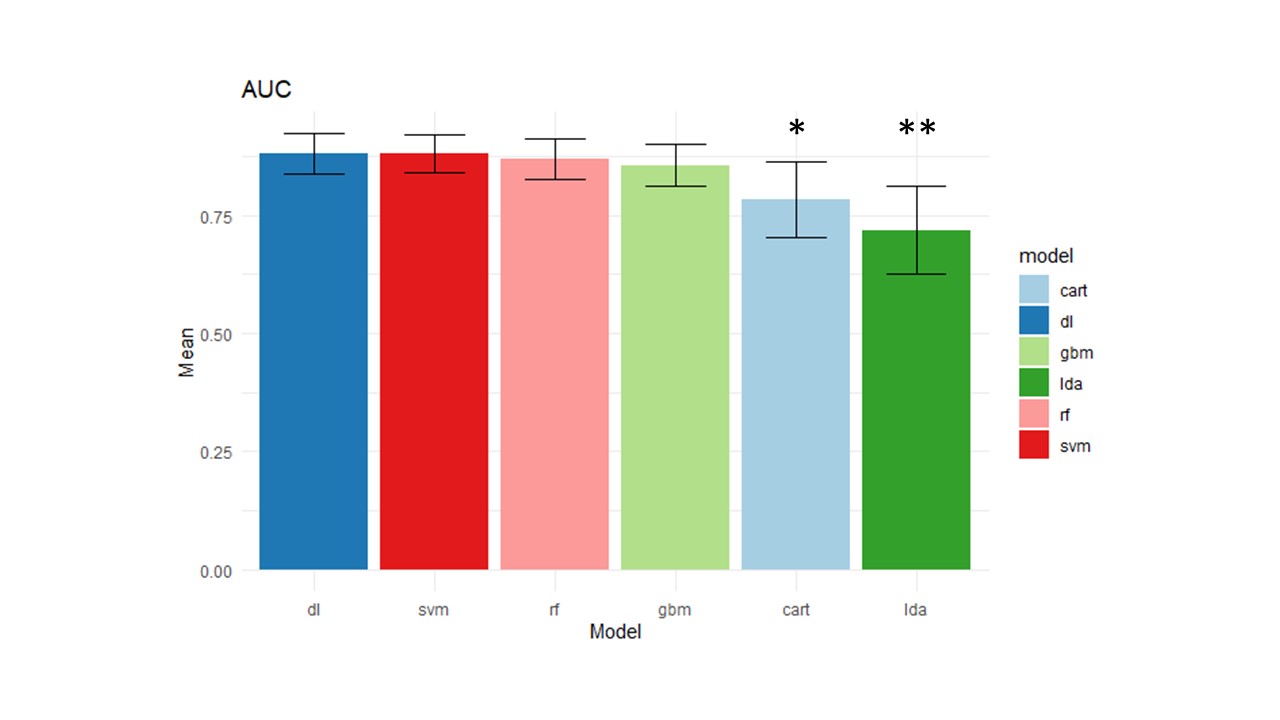 AUC
* **
Mean
0.75
0.50
0.25
0.00
dl svm rf gbm cart lda
Model
model
cart
dl
gbm
lda
rf
svm